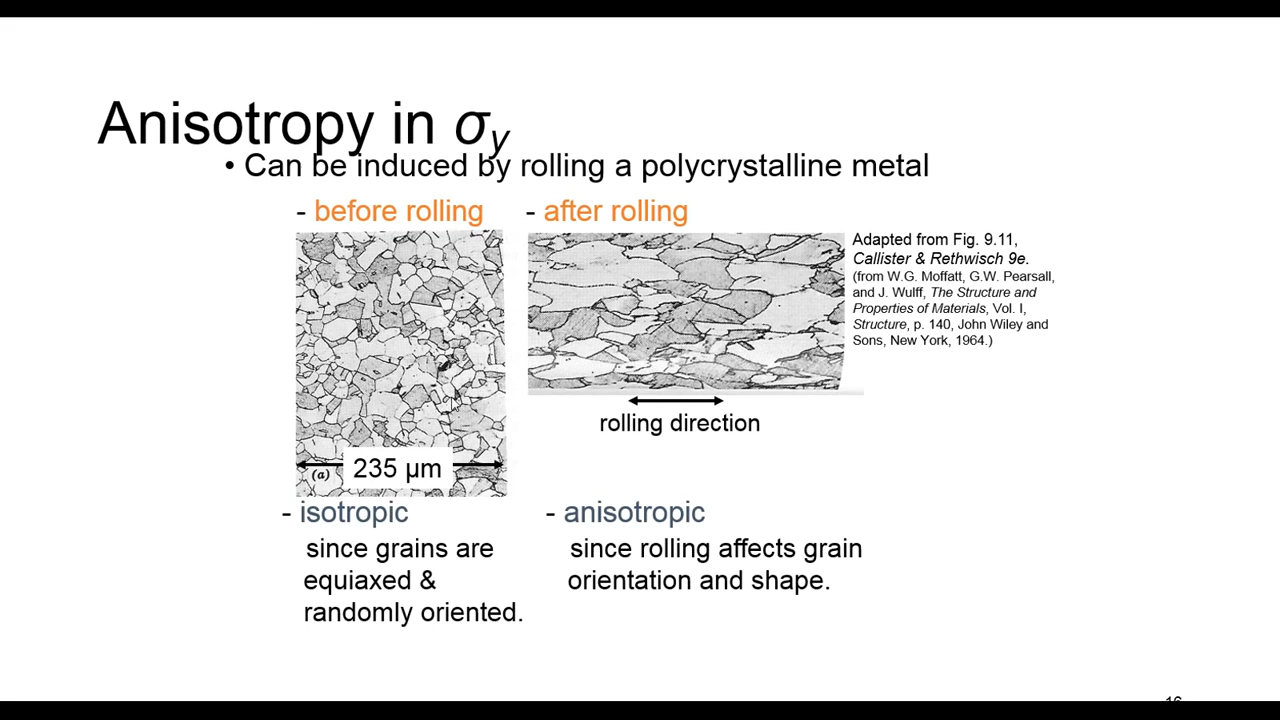 Anisotropy in σy
• Can be induced by rolling a polycrystalline metal
- before rolling
- after rolling
Adapted from Fig. 9.11,
Callister & Rethwisch 9e.
(from W.G. Moffatt, G.W. Pearsall,
and J. Wulff, The Structure and
Properties of Materials, Vol. I,
Structure, p. 140, John Wiley and
Sons, New York, 1964.)
rolling direction
(a)
235 μm
- isotropic
since grains are
equiaxed &
randomly oriented.
- anisotropic
since rolling affects grain
orientation and shape.
16